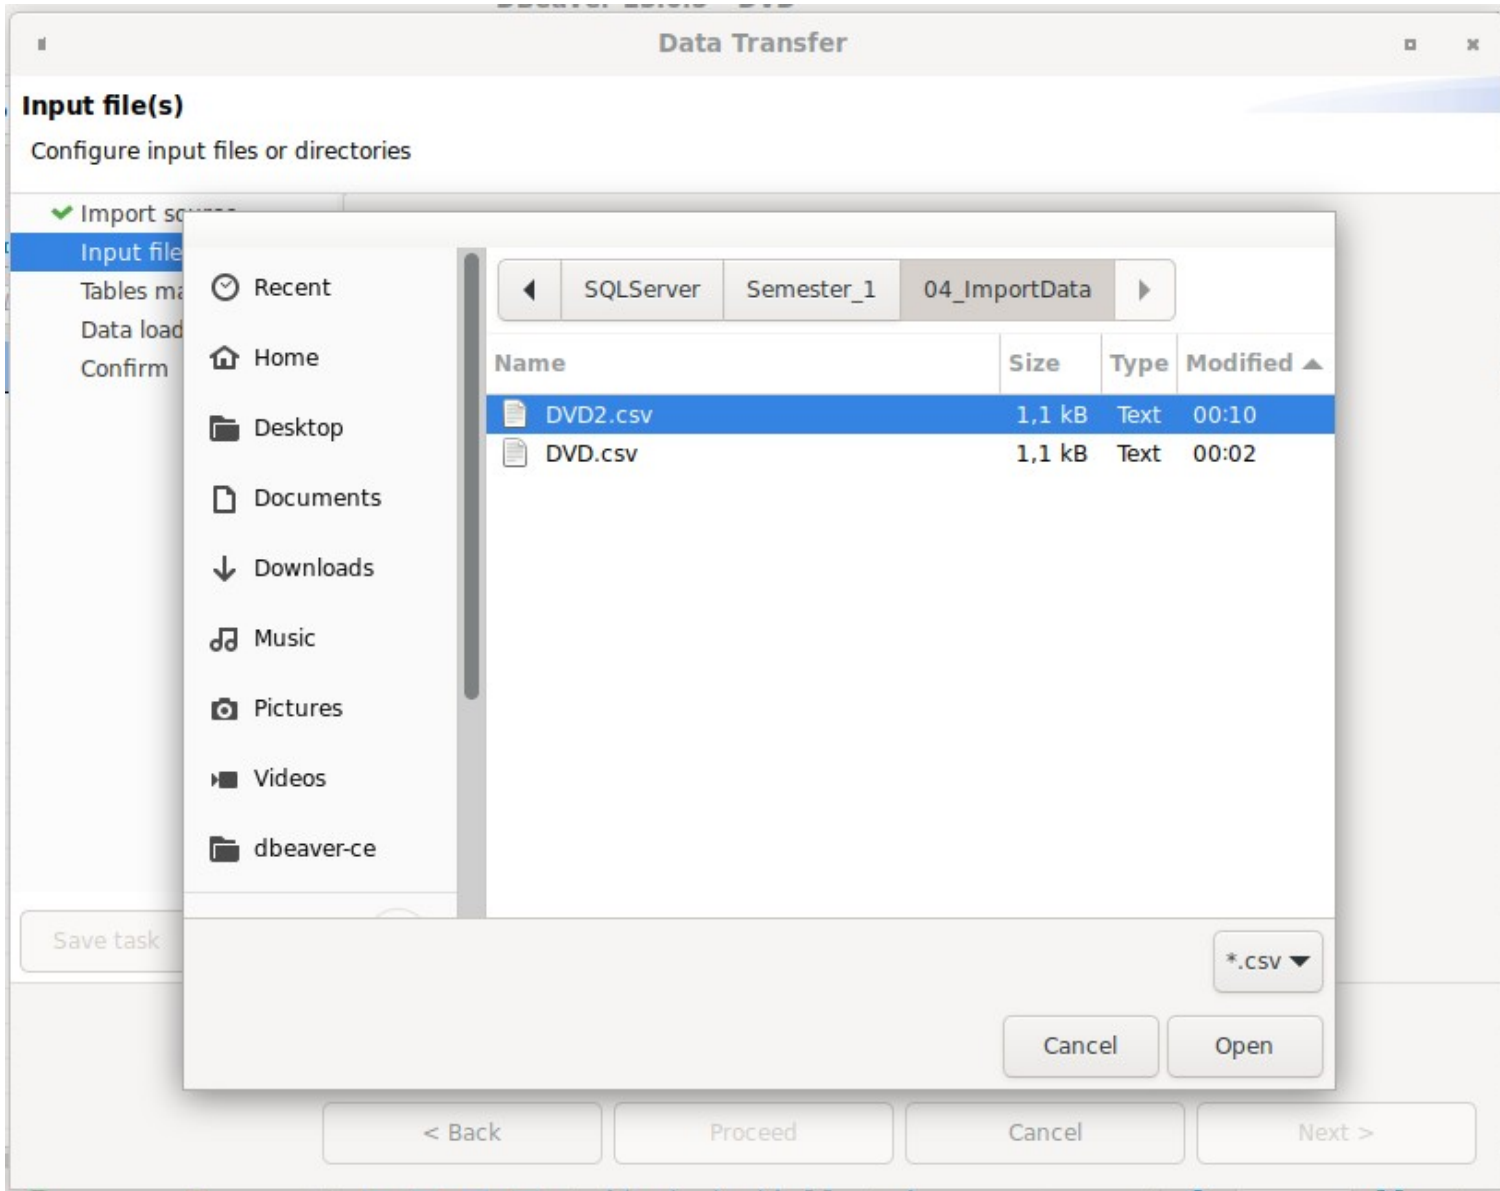 Data Transfer
Input file(s)
Configure input files or directories
Import
Input file
Tables
Data load
Confirm
Recent
Home
Desktop
Documents
Downloads
Music
Pictures
Videos
dbeaver-ce
SQLServer Semester_1 04_ImportData
Name Size Type Modified
DVD2.csv 1,1 kB Text 00:10
DVD.csv 1,1 kB Text 00:02
Save task
*.csv
Cancel Open
< Back Proceed Cancel Next >